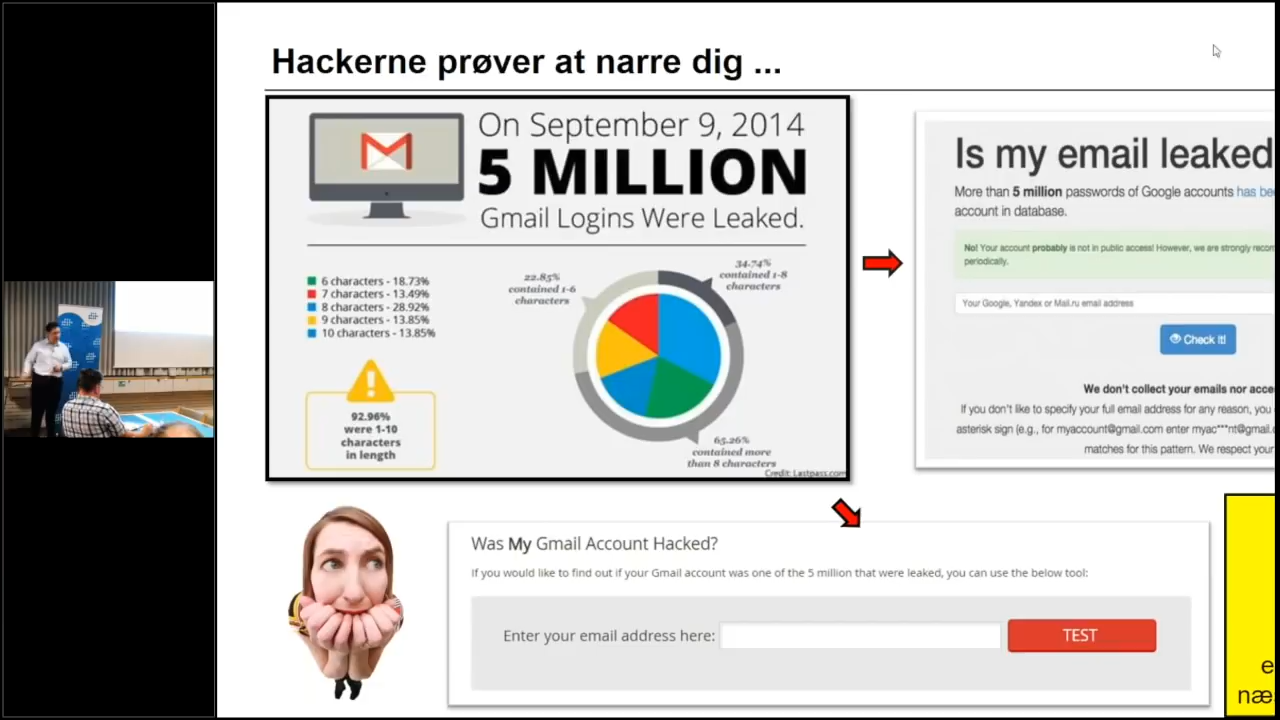 Hackerne prøver at narre dig ...
On September 9, 2014
5 MILLION
Gmail Logins Were Leaked.
6 characters - 18.73%
7 characters - 13.49%
8 characters - 28.92%
9 characters - 13.85%
10 characters - 13.85%
22.85%
contained 1-6
characters
34.74%
contained 1-8
characters
92.96%
were 1-10
characters
in length
65.26%
contained more
than 8 characters
Credit: Lastpass.com
Is my email leaked
More than 5 million passwords of Google accounts has be
account in database.
No! Your account probably is not in public access! However, we are strongly recon
periodically.
Your Google, Yandex or Mail.ru email address
Check it!
We don't collect your emails nor acce
If you don't like to specify your full email address for any reason, you
asterisk sign (e.g., for myaccount@gmail.com enter myac***nt@gmail.c
matches for this pattern. We respect your
Was My Gmail Account Hacked?
If you would like to find out if your Gmail account was one of the 5 million that were leaked, you can use the below tool:
Enter your email address here:
TEST
e
næ